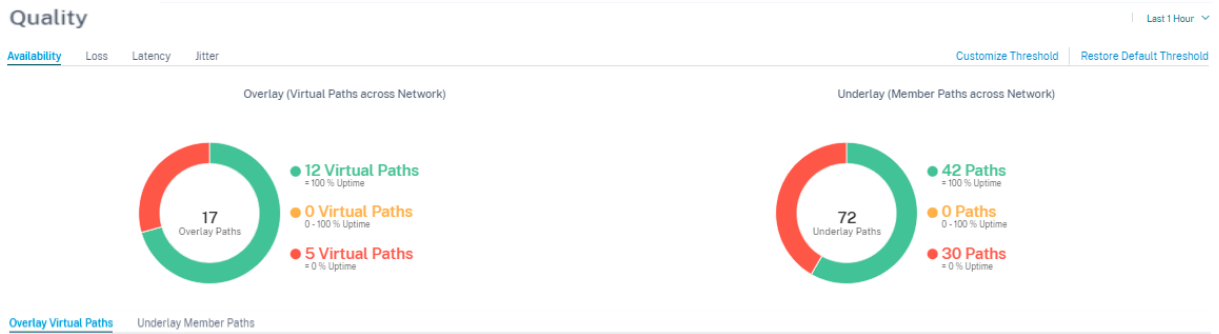 Quality
Last 1 Hour
Availability Loss Latency Jitter
Customize Threshold Restore Default Threshold
Overlay (Virtual Paths across Network)
17
Overlay Paths
12 Virtual Paths
= 100 % Uptime
0 Virtual Paths
0 - 100 % Uptime
5 Virtual Paths
= 0 % Uptime
Underlay (Member Paths across Network)
72
Underlay Paths
42 Paths
= 100 % Uptime
0 Paths
0 - 100 % Uptime
30 Paths
= 0 % Uptime
Overlay Virtual Paths Underlay Member Paths